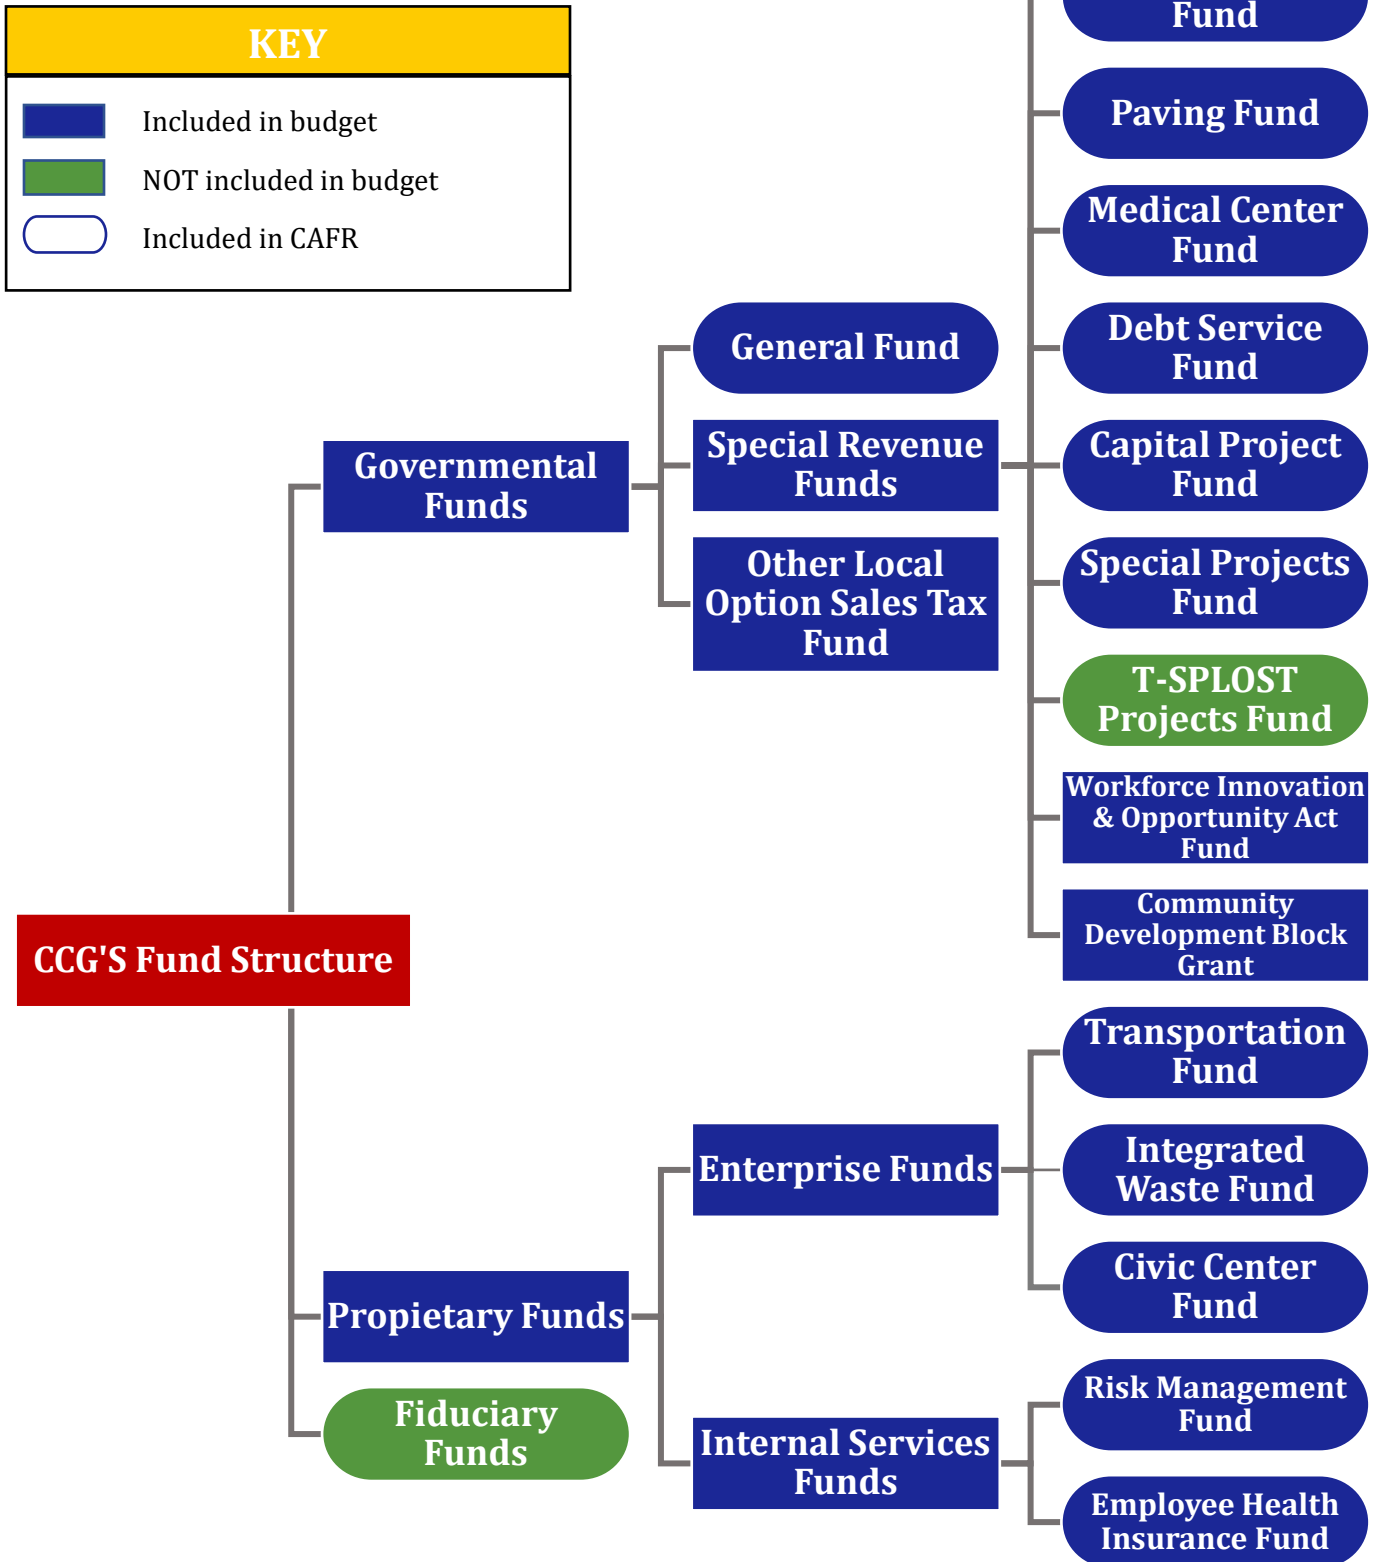 KEY
Included in budget
NOT included in budget
Included in CAFR
Fund
Paving Fund
Medical Center
Fund
Debt Service
Fund
Capital Project
Fund
Special Projects
Fund
T-SPLOST
Projects Fund
Workforce Innovation
& Opportunity Act
Fund
Community
Development Block
Grant
General Fund
Special Revenue
Funds
Other Local
Option Sales Tax
Fund
Governmental
Funds
CCG'S Fund Structure
Propietary Funds
Fiduciary
Funds
Enterprise Funds
Internal Services
Funds
Transportation
Fund
Integrated
Waste Fund
Civic Center
Fund
Risk Management
Fund
Employee Health
Insurance Fund